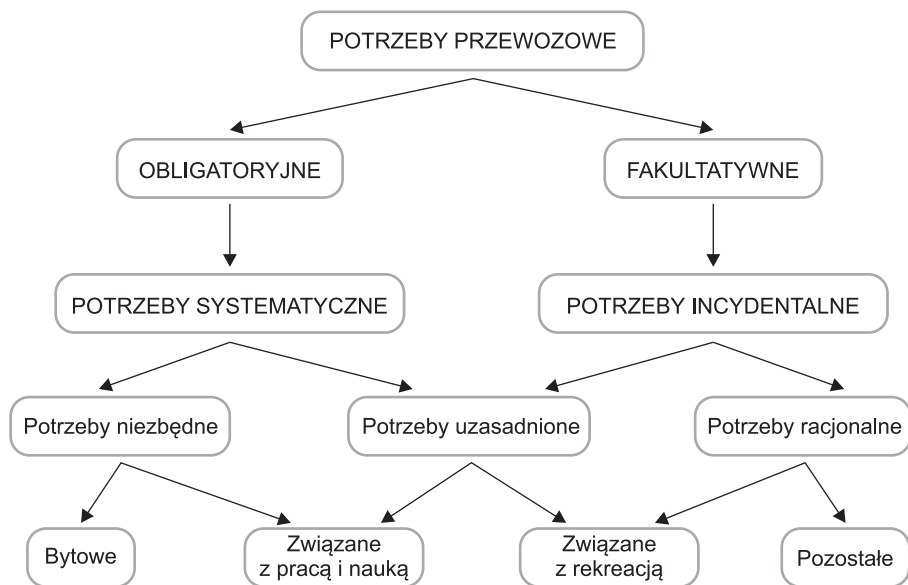 POTRZEBY PRZEWOZOWE
OBLIGATORYJNE
FAKULTATYWNE
POTRZEBY SYSTEMATYCZNE
POTRZEBY INCYDENTALNE
Potrzeby niezbędne
Potrzeby uzasadnione
Potrzeby racjonalne
Bytowe
Związane
z pracą i nauką
Związane
z rekreacją
Pozostałe